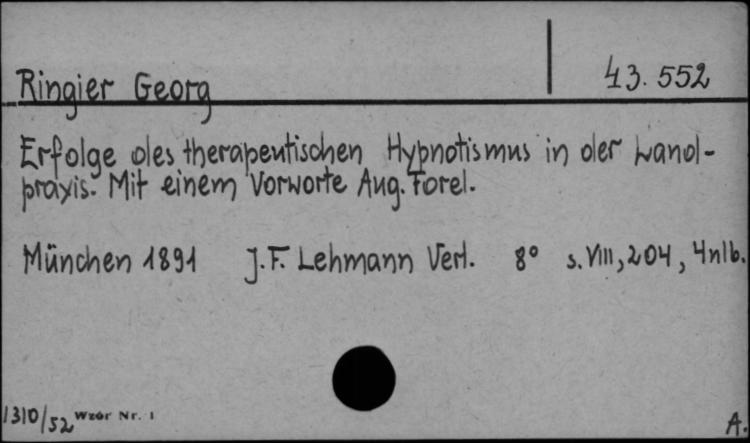 43.552
Ringier Georg
Erfolge des therapeutischen Hypnotismus in der Land-
praxis. Mit einem Vorworte Aug. Forel.
München 1891 J.F. Lehmann Verl. 8° s. VIII, 204, 4nlb.
1310/52 Wzór Nr. 1
A.